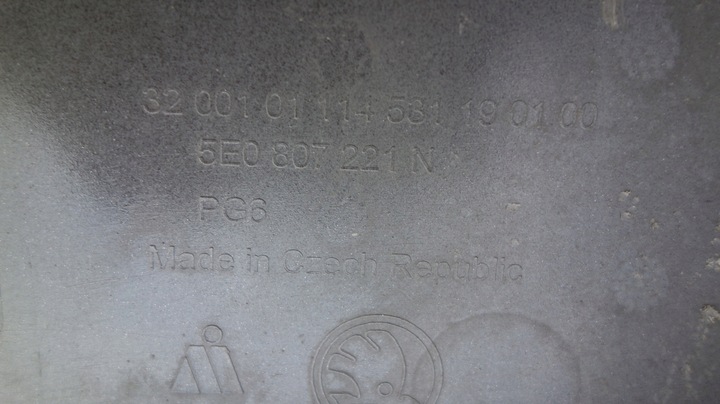 32 001 01 114 531 19 01 00
5E0 807 221 N
PG6
Made in Czech Republic